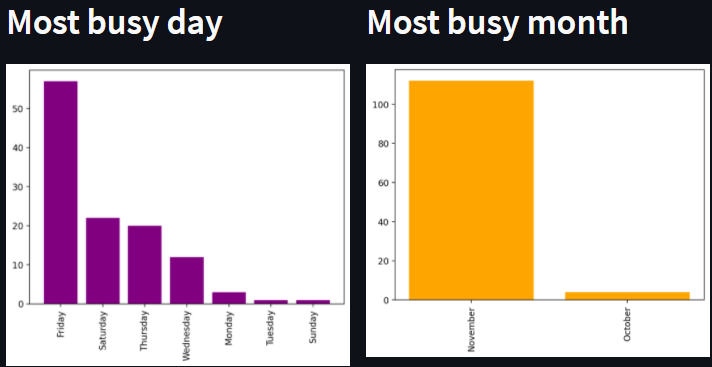 Most busy day
50
40
30
20
10
0
Friday
Saturday
Thursday
Wednesday
Monday
Tuesday
Sunday
Most busy month
100
80
60
40
20
0
November
October